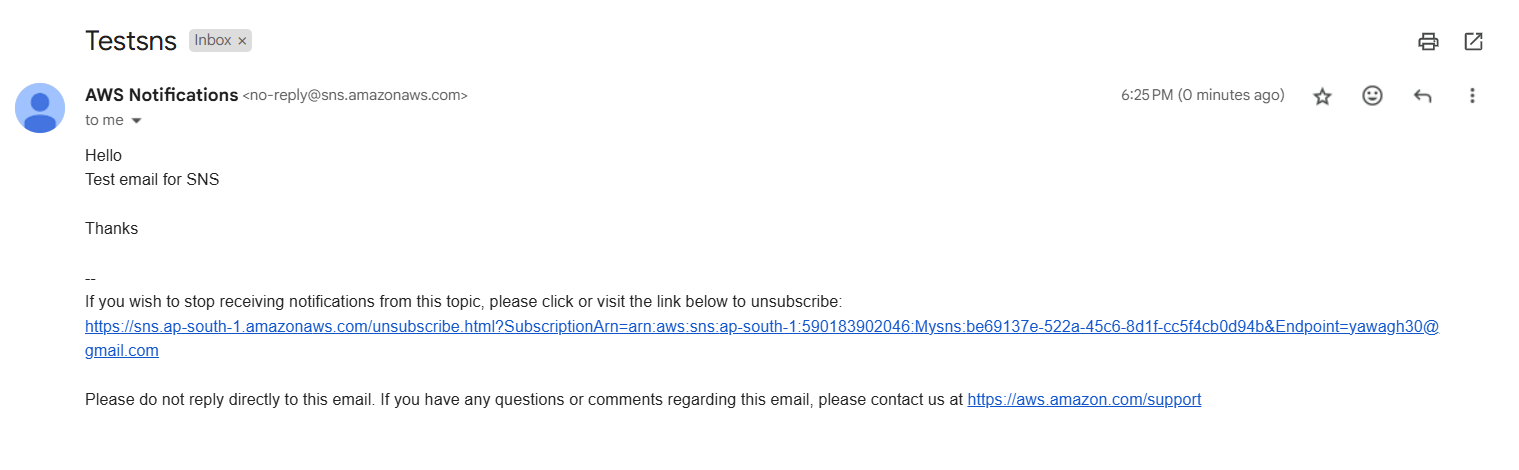 Testsns Inbox ×
AWS Notifications <no-reply@sns.amazonaws.com> 6:25 PM (0 minutes ago)
to me
Hello
Test email for SNS
Thanks
--
If you wish to stop receiving notifications from this topic, please click or visit the link below to unsubscribe:
https://sns.ap-south-1.amazonaws.com/unsubscribe.html?SubscriptionArn=arn:aws:sns:ap-south-1:590183902046:Mysns:be69137e-522a-45c6-8d1f-cc5f4cb0d94b&Endpoint=yawagh30@
gmail.com
Please do not reply directly to this email. If you have any questions or comments regarding this email, please contact us at https://aws.amazon.com/support